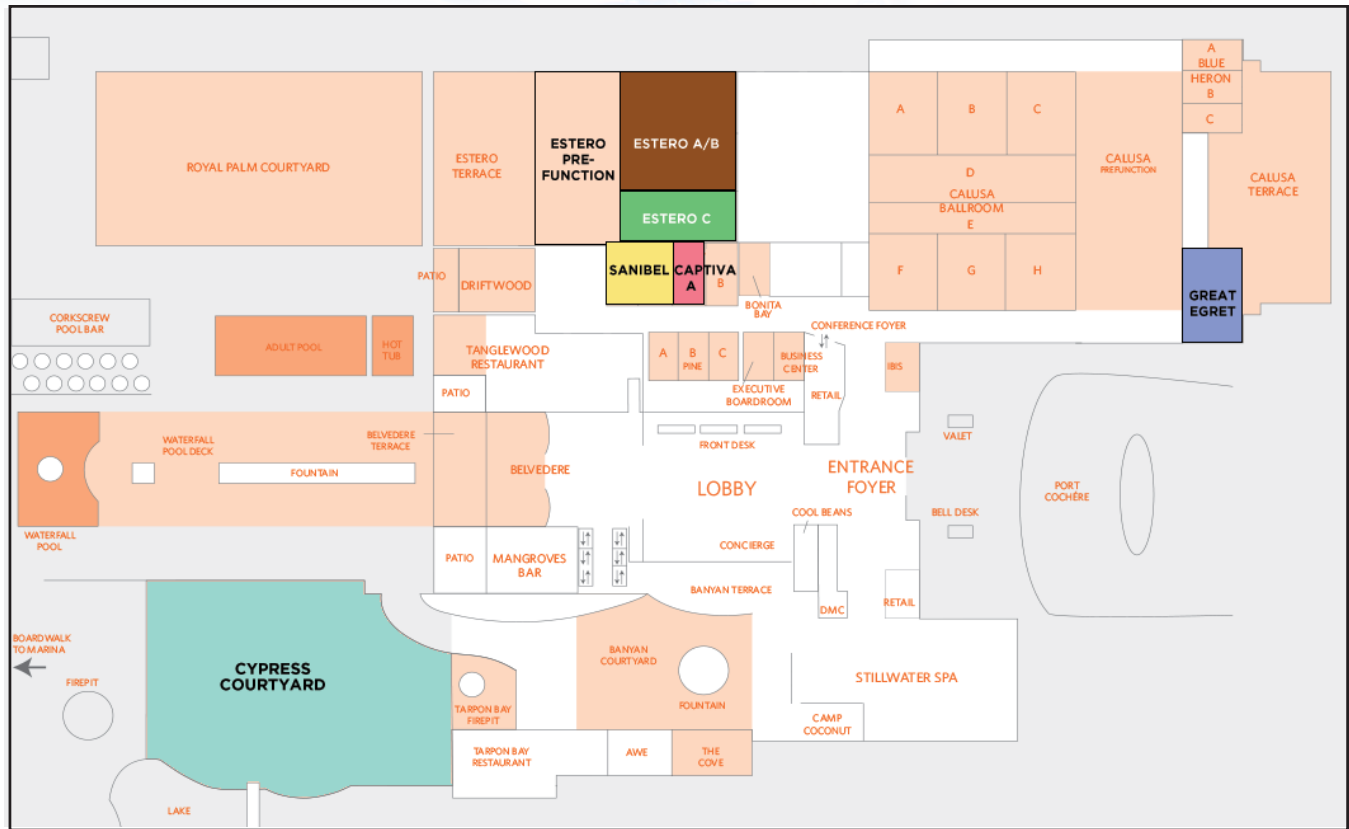 A
BLUE
HERON
B
C
ROYAL PALM COURTYARD
ESTERO
TERRACE
ESTERO
PRE-
FUNCTION
ESTERO A/B
ESTERO C
A
B
C
D
CALUSA
BALLROOM
E
F
G
H
CALUSA
PREFUNCTION
CALUSA
TERRACE
GREAT
EGRET
PATIO
DRIFTWOOD
SANIBEL
CAPTIVA
A
B
BONITA
BAY
CORKSCREW
POOL BAR
ADULT POOL
HOT
TUB
TANGLEWOOD
RESTAURANT
PATIO
A
B
C
PINE
EXECUTIVE
BOARDROOM
BUSINESS
CENTER
CONFERENCE FOYER
RETAIL
IBIS
BELVEDERE
TERRACE
WATERFALL
POOL DECK
FOUNTAIN
BELVEDERE
FRONT DESK
LOBBY
ENTRANCE
FOYER
VALET
BELL DESK
PORT
COCHÉRE
WATERFALL
POOL
PATIO
MANGROVES
BAR
CONCIERGE
COOL BEANS
BANYAN TERRACE
DMC
RETAIL
BOARDWALK
TO MARINA
FIREPIT
CYPRESS
COURTYARD
TARPON BAY
FIREPIT
BANYAN
COURTYARD
FOUNTAIN
STILLWATER SPA
CAMP
COCONUT
TARPON BAY
RESTAURANT
AWE
THE
COVE
LAKE